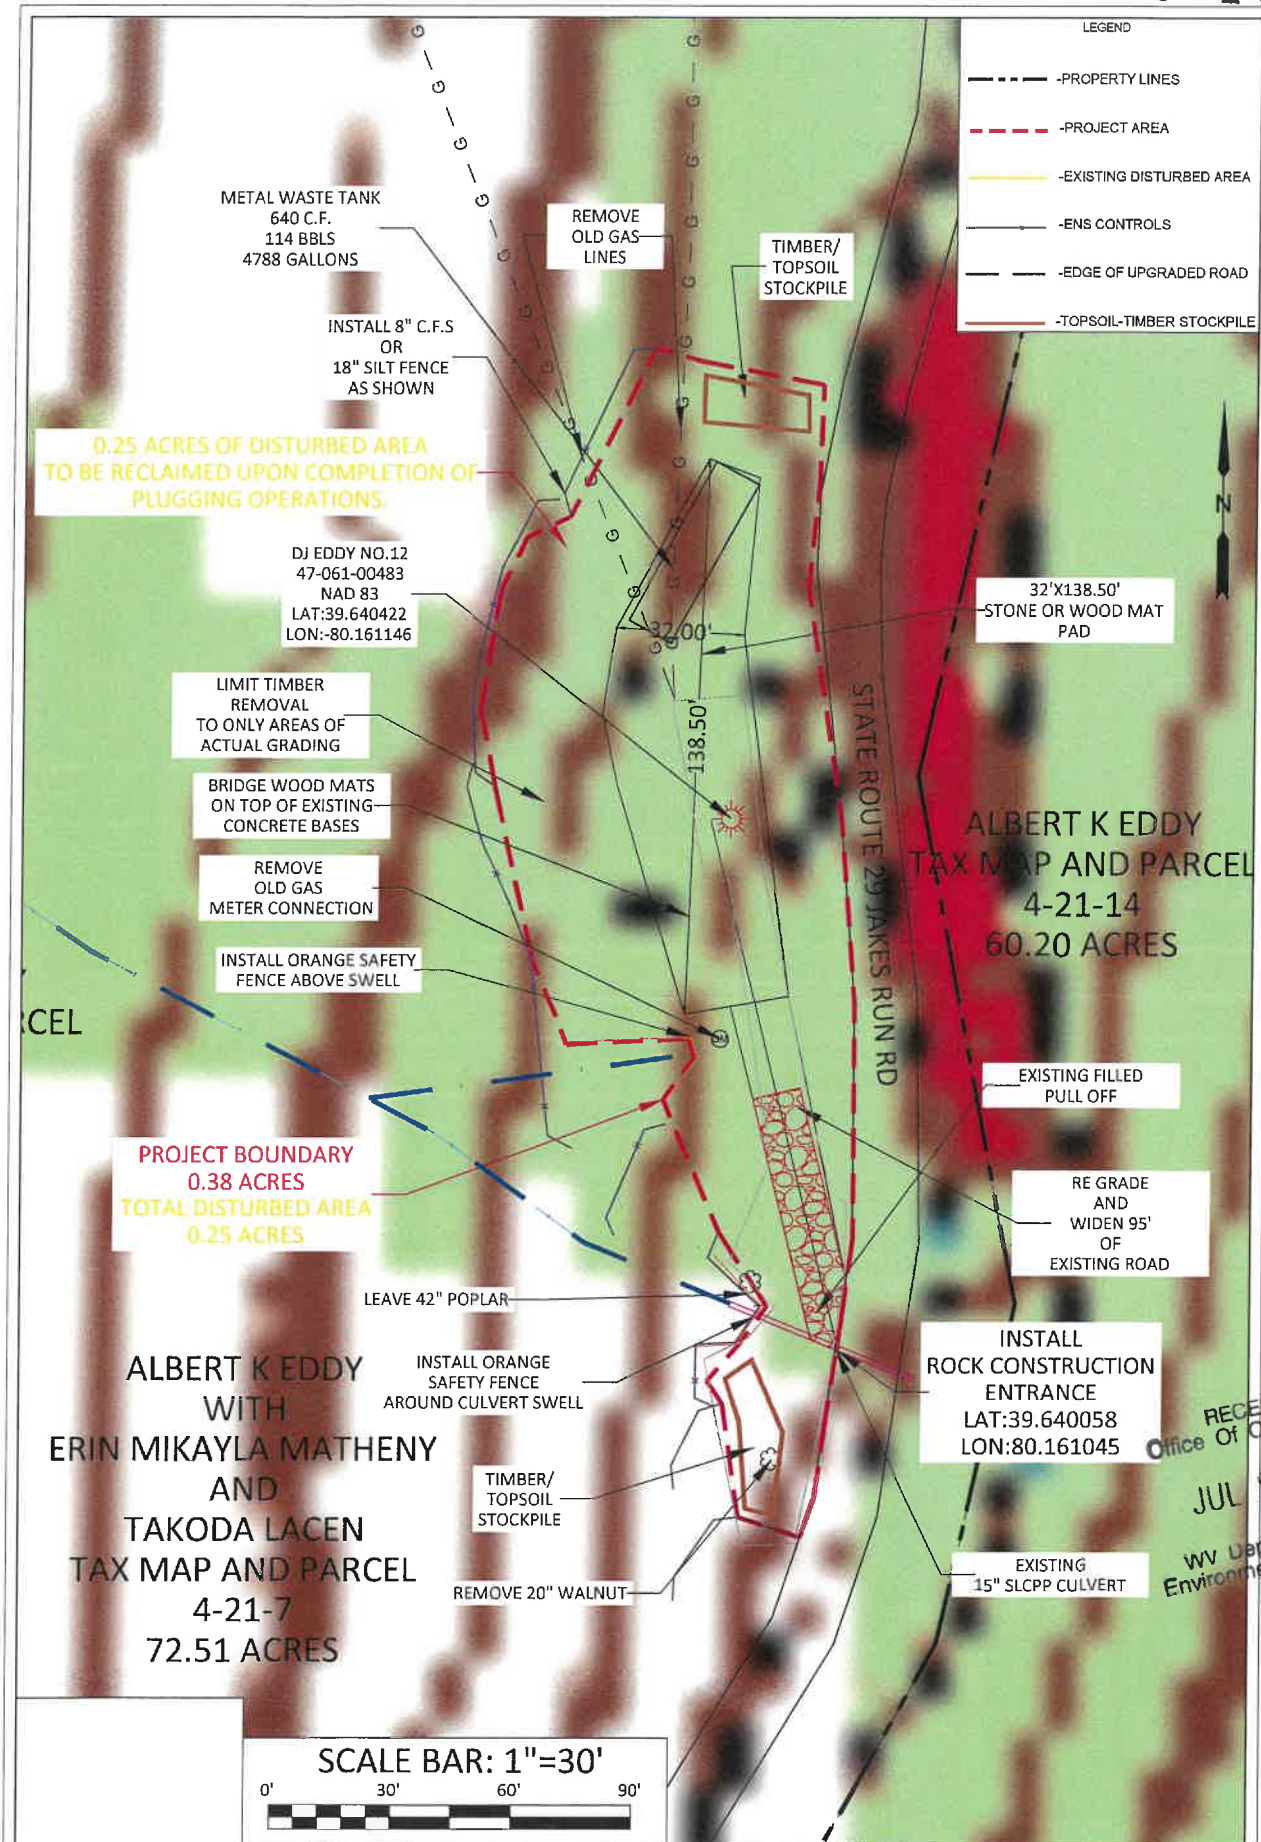 LEGEND
-PROPERTY LINES
-PROJECT AREA
-EXISTING DISTURBED AREA
-ENS CONTROLS
-EDGE OF UPGRADED ROAD
-TOPSOIL-TIMBER STOCKPILE
METAL WASTE TANK
640 C.F.
114 BBLS
4788 GALLONS
REMOVE
OLD GAS
LINES
TIMBER/
TOPSOIL
STOCKPILE
INSTALL 8" C.F.S
OR
18" SILT FENCE
AS SHOWN
0.25 ACRES OF DISTURBED AREA
TO BE RECLAIMED UPON COMPLETION OF
PLUGGING OPERATIONS.
N
DJ EDDY NO.12
47-061-00483
NAD 83
LAT:39.640422
LON:-80.161146
32'X138.50'
STONE OR WOOD MAT
PAD
32.00'
138.50'
LIMIT TIMBER
REMOVAL
TO ONLY AREAS OF
ACTUAL GRADING
STATE ROUTE 29 JAKES RUN RD
BRIDGE WOOD MATS
ON TOP OF EXISTING
CONCRETE BASES
ALBERT K EDDY
TAX MAP AND PARCEL
4-21-14
60.20 ACRES
REMOVE
OLD GAS
METER CONNECTION
INSTALL ORANGE SAFETY
FENCE ABOVE SWELL
RCEL
GM
EXISTING FILLED
PULL OFF
PROJECT BOUNDARY
0.38 ACRES
TOTAL DISTURBED AREA
0.25 ACRES
RE GRADE
AND
WIDEN 95'
OF
EXISTING ROAD
LEAVE 42" POPLAR
INSTALL
ROCK CONSTRUCTION
ENTRANCE
LAT:39.640058
LON:80.161045
INSTALL ORANGE
SAFETY FENCE
AROUND CULVERT SWELL
ALBERT K EDDY
WITH
ERIN MIKAYLA MATHENY
AND
TAKODA LACEN
TAX MAP AND PARCEL
4-21-7
72.51 ACRES
TIMBER/
TOPSOIL
STOCKPILE
REMOVE 20" WALNUT
EXISTING
15" SLCPP CULVERT
RECE
Office Of
JUL
WV Dep
Environme
SCALE BAR: 1"=30'
0' 30' 60' 90'